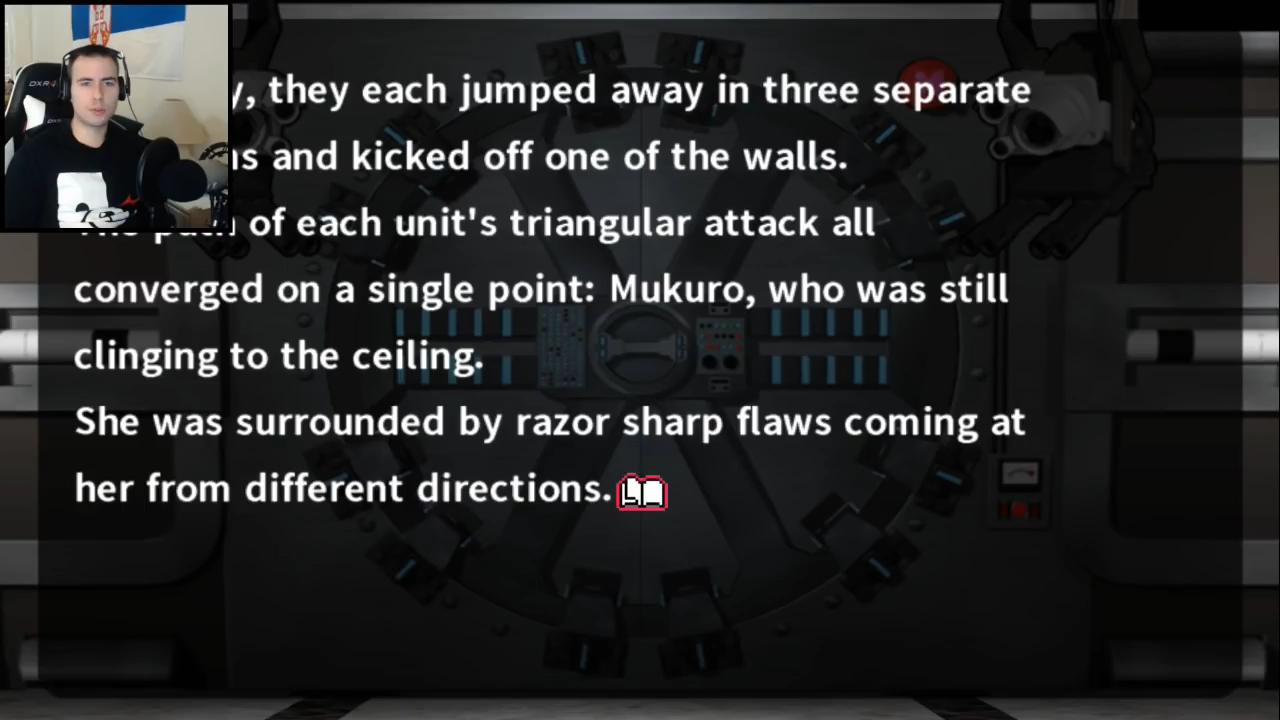 they each jumped away in three separate
and kicked off one of the walls.
of each unit's triangular attack all
converged on a single point: Mukuro, who was still
clinging to the ceiling.
She was surrounded by razor sharp flaws coming at
her from different directions.